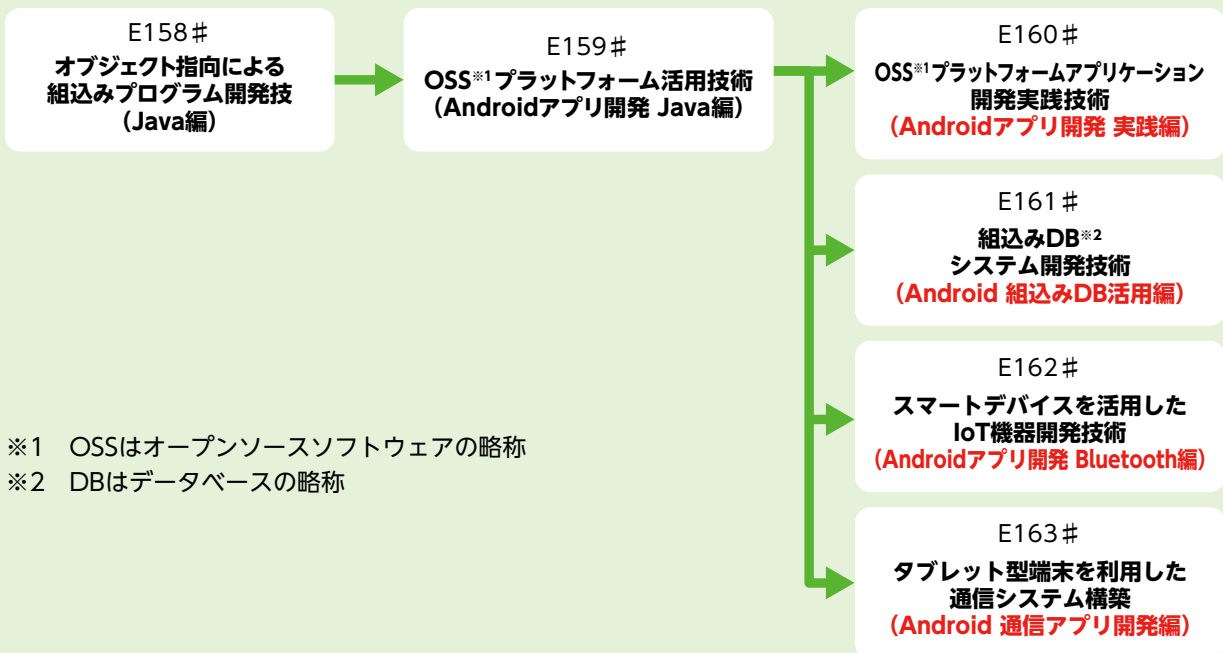 E158♯
オブジェクト指向による
組込みプログラム開発技
(Java編)
E159♯
OSS※1プラットフォーム活用技術
(Androidアプリ開発 Java編)
E160♯
OSS※1プラットフォームアプリケーション
開発実践技術
(Androidアプリ開発 実践編)
E161♯
組込みDB※2
システム開発技術
(Android 組込みDB活用編)
E162♯
スマートデバイスを活用した
IoT機器開発技術
(Androidアプリ開発 Bluetooth編)
E163♯
タブレット型端末を利用した
通信システム構築
(Android 通信アプリ開発編)
※1 OSSはオープンソースソフトウェアの略称
※2 DBはデータベースの略称